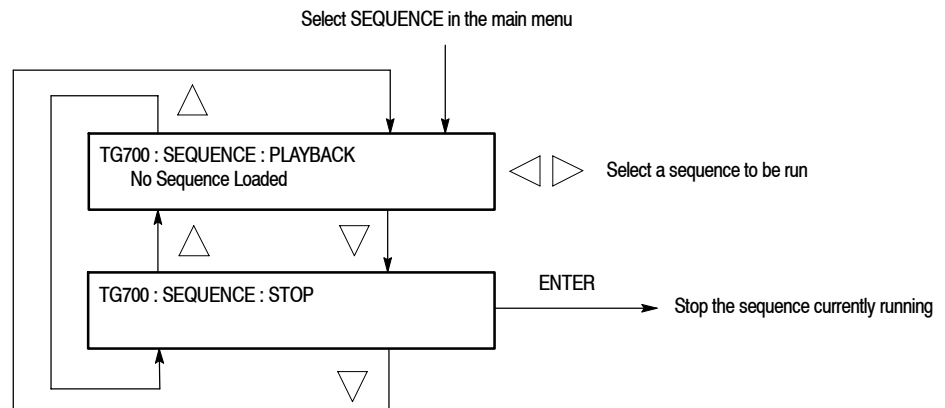 Select SEQUENCE in the main menu
TG700 : SEQUENCE : PLAYBACK
No Sequence Loaded
Select a sequence to be run
TG700 : SEQUENCE : STOP
ENTER
Stop the sequence currently running